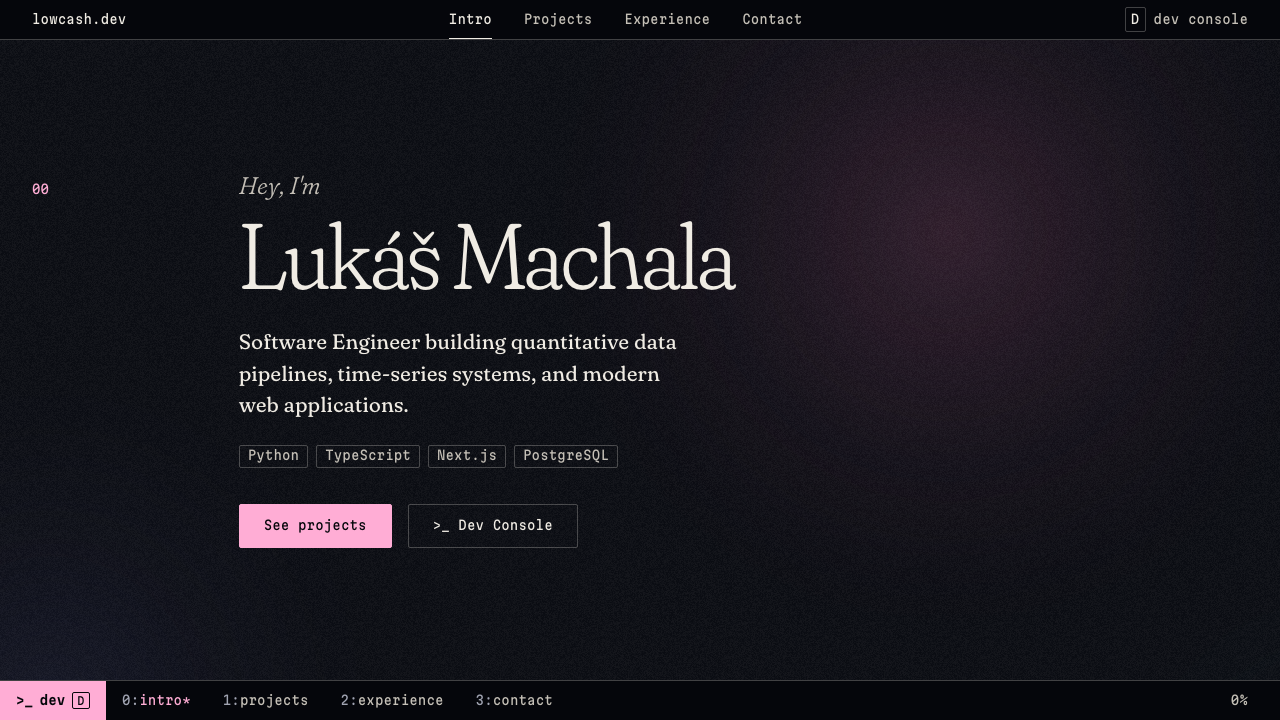 lowcash.dev
Intro Projects Experience Contact
D dev console
00
Hey, I'm
Lukáš Machala
Software Engineer building quantitative data
pipelines, time-series systems, and modern
web applications.
Python TypeScript Next.js PostgreSQL
See projects >_ Dev Console
>_ dev D 0:intro* 1:projects 2:experience 3:contact 0%